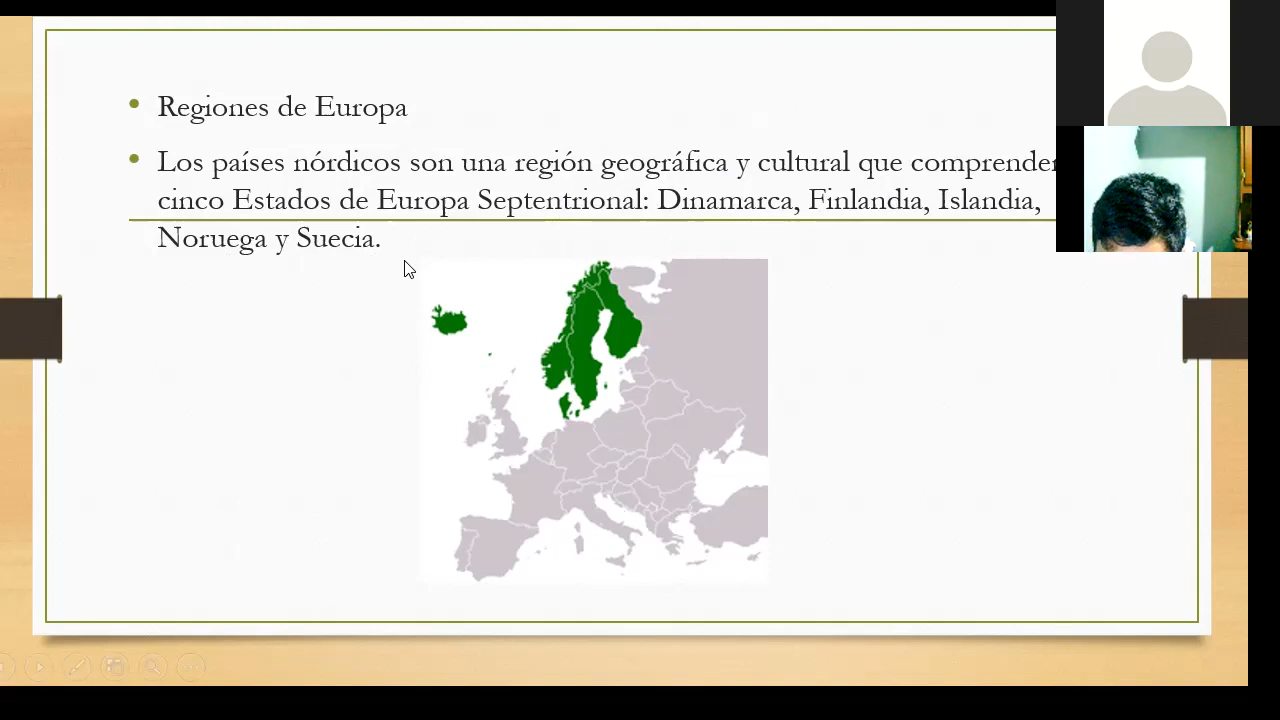 Regiones de Europa
Los países nórdicos son una región geográfica y cultural que comprenden
cinco Estados de Europa Septentrional: Dinamarca, Finlandia, Islandia,
Noruega y Suecia.